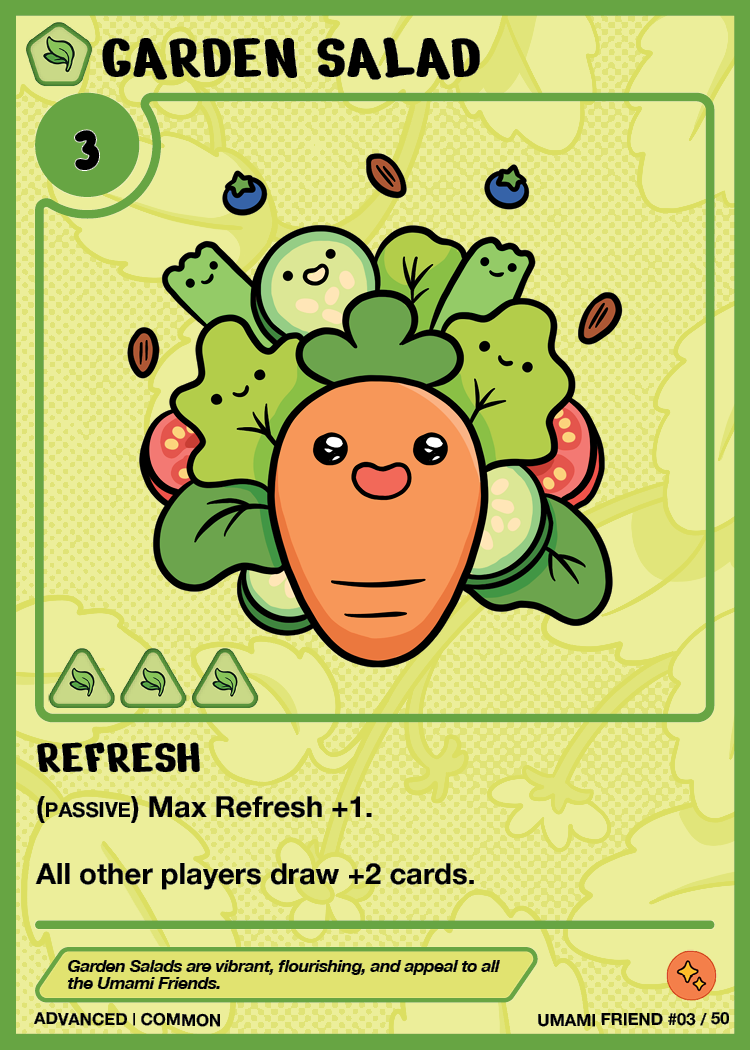 GARDEN SALAD
3
REFRESH
(PASSIVE) Max Refresh +1.
All other players draw +2 cards.
Garden Salads are vibrant, flourishing, and appeal to all
the Umami Friends.
ADVANCED | COMMON
UMAMI FRIEND #03 / 50